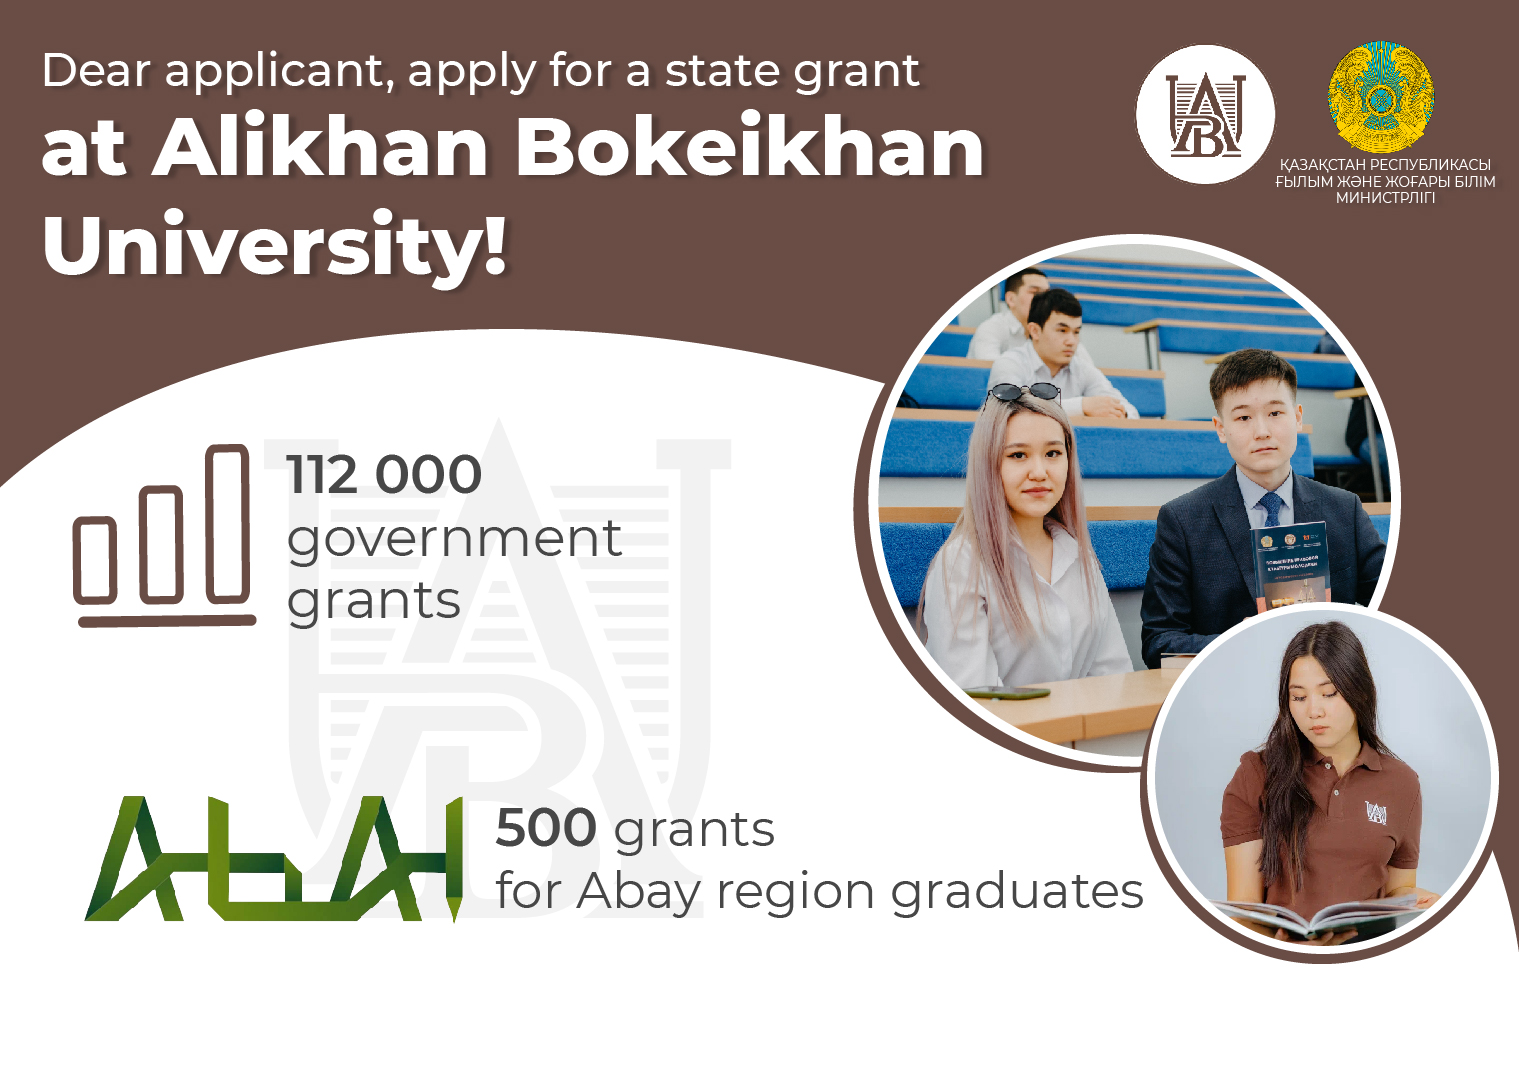 Dear applicant, apply for a state grant
at Alikhan Bokeikhan
University!
ҚАЗАҚСТАН РЕСПУБЛИКАСЫ
ҒЫЛЫМ ЖӘНЕ ЖОҒАРЫ БІЛІМ
МИНИСТРЛІГІ
112 000
government
grants
ABAI
500 grants
for Abay region graduates